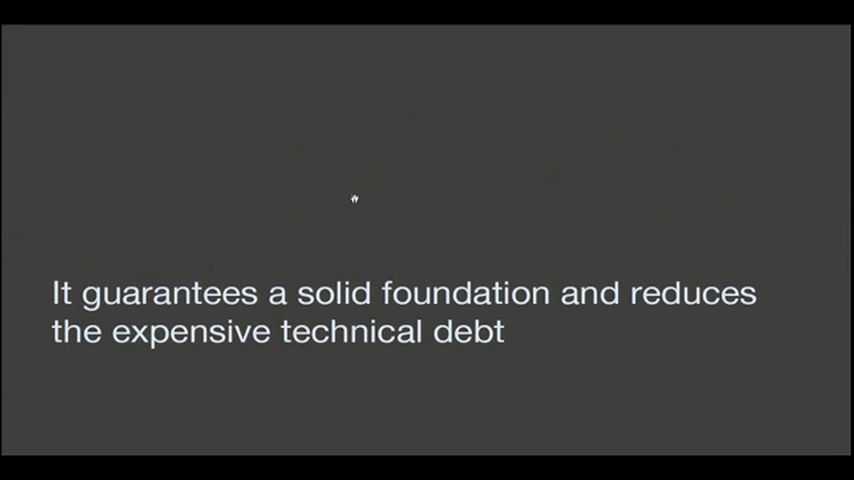 It guarantees a solid foundation and reduces
the expensive technical debt